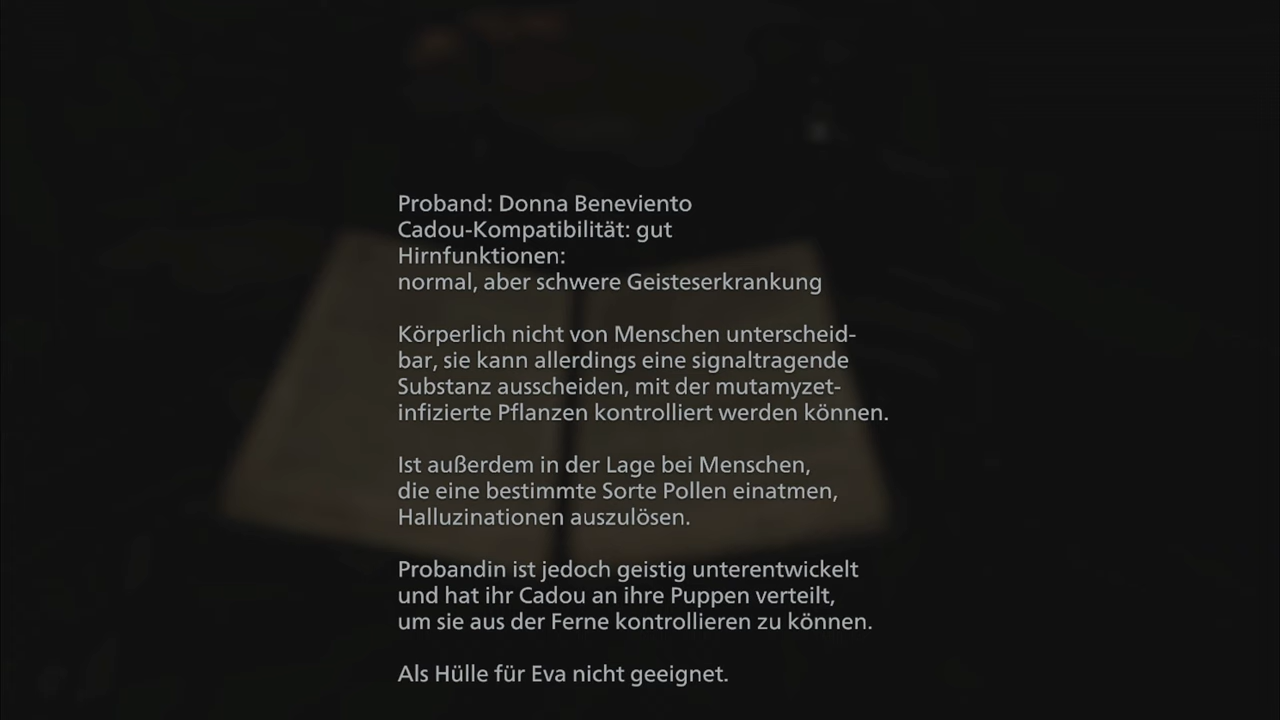 Proband: Donna Beneviento
Cadou-Kompatibilität: gut
Hirnfunktionen:
normal, aber schwere Geisteserkrankung
Körperlich nicht von Menschen unterscheid-
bar, sie kann allerdings eine signaltragende
Substanz ausscheiden, mit der mutamyzet-
infizierte Pflanzen kontrolliert werden können.
Ist außerdem in der Lage bei Menschen,
die eine bestimmte Sorte Pollen einatmen,
Halluzinationen auszulösen.
Probandin ist jedoch geistig unterentwickelt
und hat ihr Cadou an ihre Puppen verteilt,
um sie aus der Ferne kontrollieren zu können.
Als Hülle für Eva nicht geeignet.